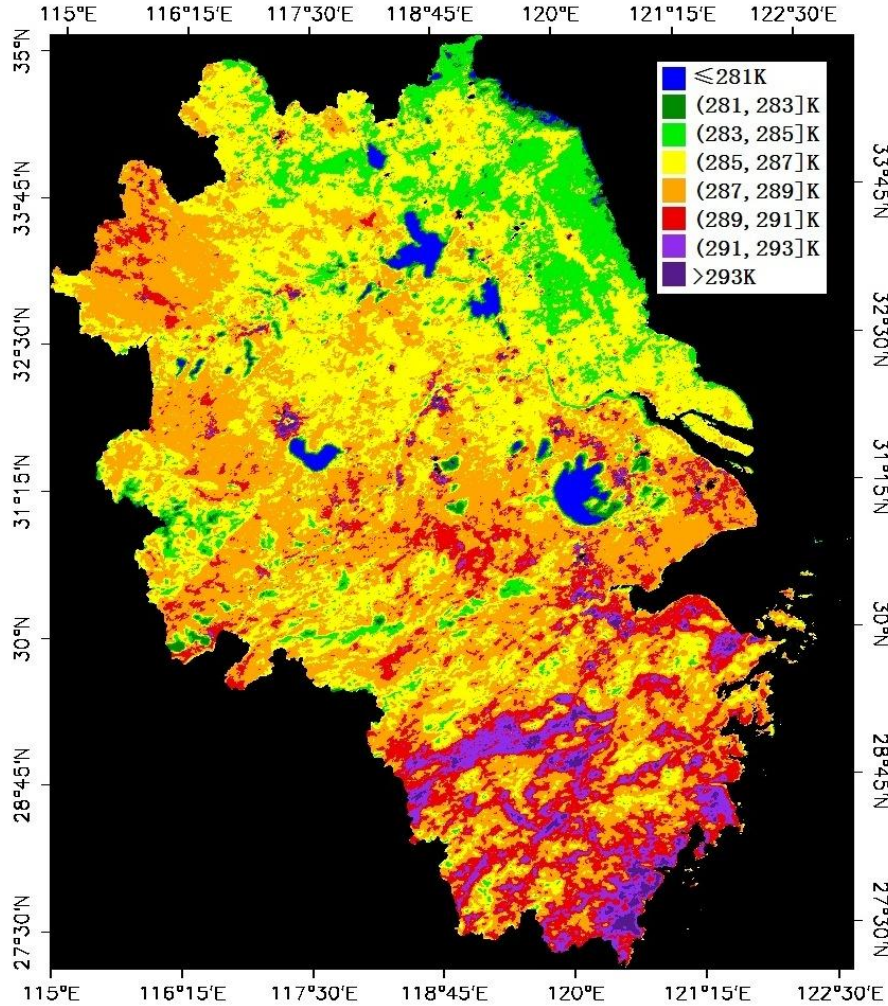 115°E 116°15'E 117°30'E 118°45'E 120°E 121°15'E 122°30'E
35°N
33°45'N
32°30'N
31°15'N
30°N
28°45'N
27°30'N
≤281K
(281,283]K
(283,285]K
(285,287]K
(287,289]K
(289,291]K
(291,293]K
>293K
33°45'N
32°30'N
31°15'N
30°N
28°45'N
27°30'N
115°E 116°15'E 117°30'E 118°45'E 120°E 121°15'E 122°30'E